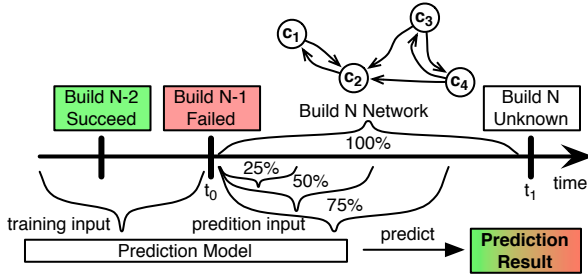 c3
c1
c2
c4
Build N-2
Succeed
Build N-1
Failed
Build N Network
Build N
Unknown
100%
25%
50%
75%
t0
t1
time
training input
predition input
Prediction Model
predict
Prediction
Result